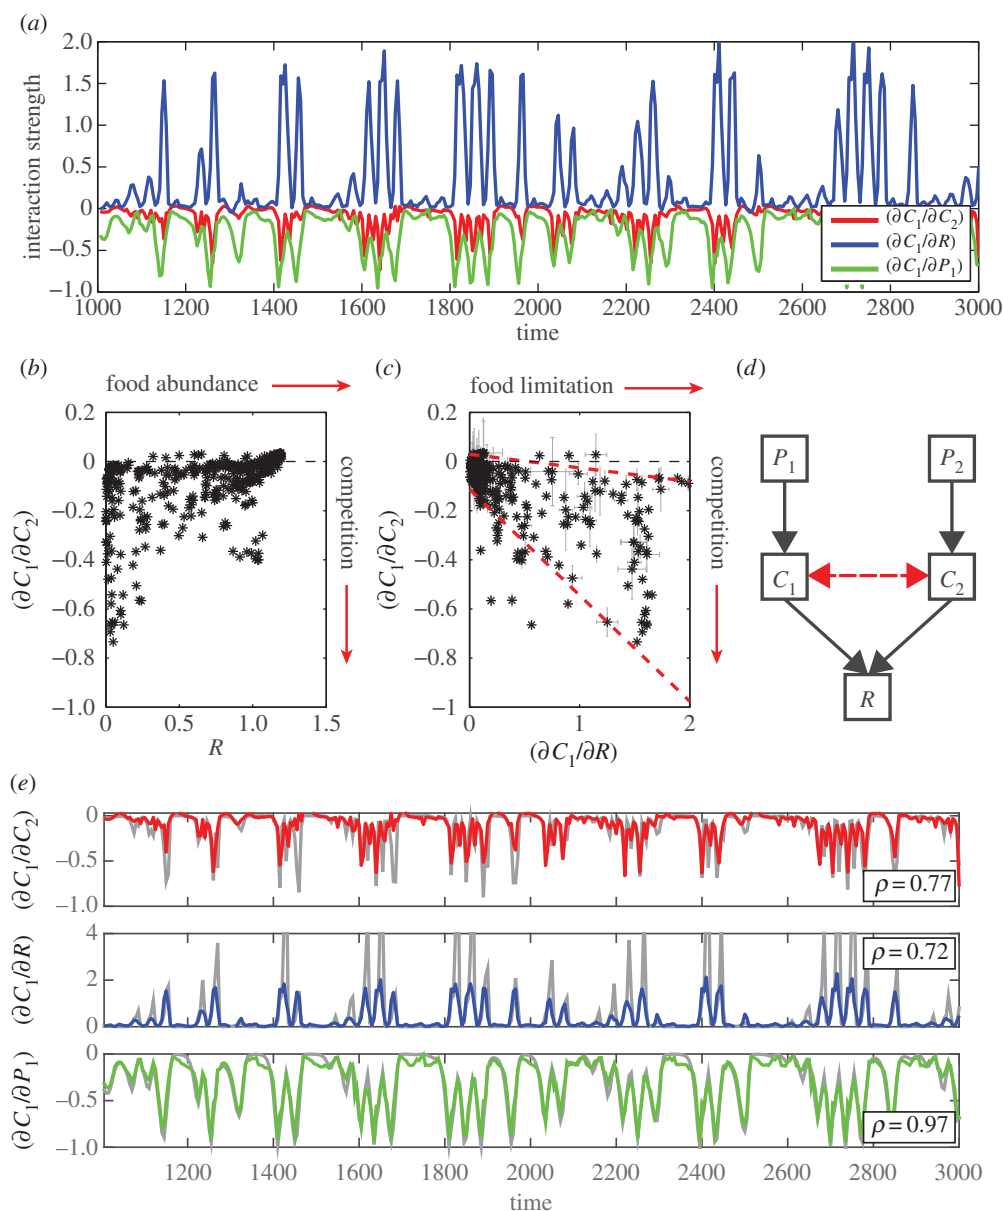 (a)
2.0
1.5
1.0
0.5
0
−0.5
−1.0
interaction strength
(∂C₁/∂C₂)
(∂C₁/∂R)
(∂C₁/∂P₁)
1000 1200 1400 1600 1800 2000 2200 2400 2600 2800 3000
time
(b)
food abundance
0.2
0
−0.2
−0.4
−0.6
−0.8
−1.0
(∂C₁/∂C₂)
competition
0 0.5 1.0 1.5
R
(c)
food limitation
0.2
0
−0.2
−0.4
−0.6
−0.8
−1
(∂C₁/∂C₂)
competition
0 1 2
(∂C₁/∂R)
(d)
P₁ P₂
C₁ C₂
R
(e)
0
−0.5
−1.0
(∂C₁/∂C₂)
ρ = 0.77
4
2
0
(∂C₁/∂R)
ρ = 0.72
0
−0.5
−1.0
(∂C₁/∂P₁)
ρ = 0.97
1200 1400 1600 1800 2000 2200 2400 2600 2800 3000
time